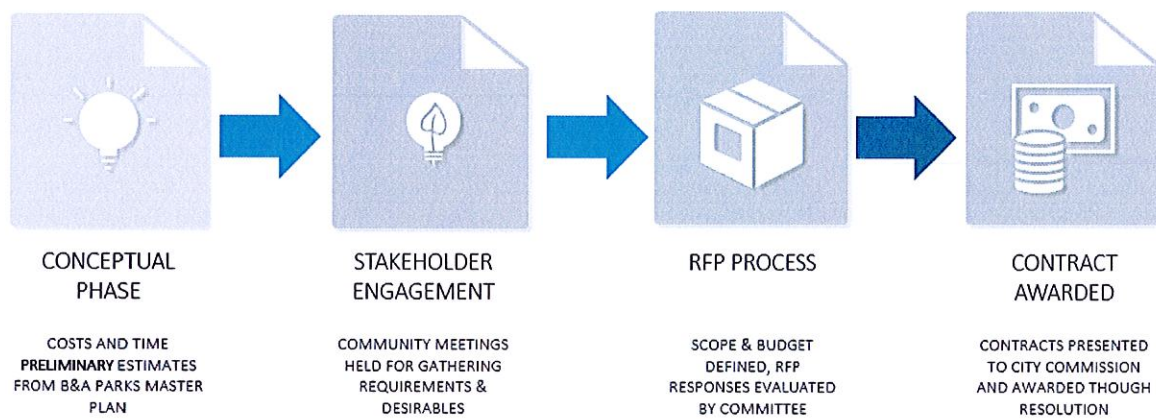 CONCEPTUAL
PHASE
COSTS AND TIME
PRELIMINARY ESTIMATES
FROM B&A PARKS MASTER
PLAN
STAKEHOLDER
ENGAGEMENT
COMMUNITY MEETINGS
HELD FOR GATHERING
REQUIREMENTS &
DESIRABLES
RFP PROCESS
SCOPE & BUDGET
DEFINED, RFP
RESPONSES EVALUATED
BY COMMITTEE
CONTRACT
AWARDED
CONTRACTS PRESENTED
TO CITY COMMISSION
AND AWARDED THOUGH
RESOLUTION